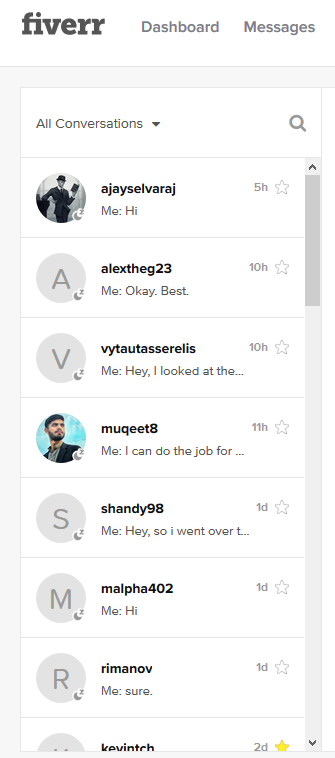 fiverr Dashboard Messages
All Conversations
ajayselvaraj 5h
Me: Hi
A alextheg23 10h
Me: Okay. Best.
V vytautasserelis 10h
Me: Hey, I looked at the...
muqeet8 11h
Me: I can do the job for ...
S shandy98 1d
Me: Hey, so i went over t...
M malpha402 1d
Me: Hi
R rimanov 1d
Me: sure.
kevintch 2d